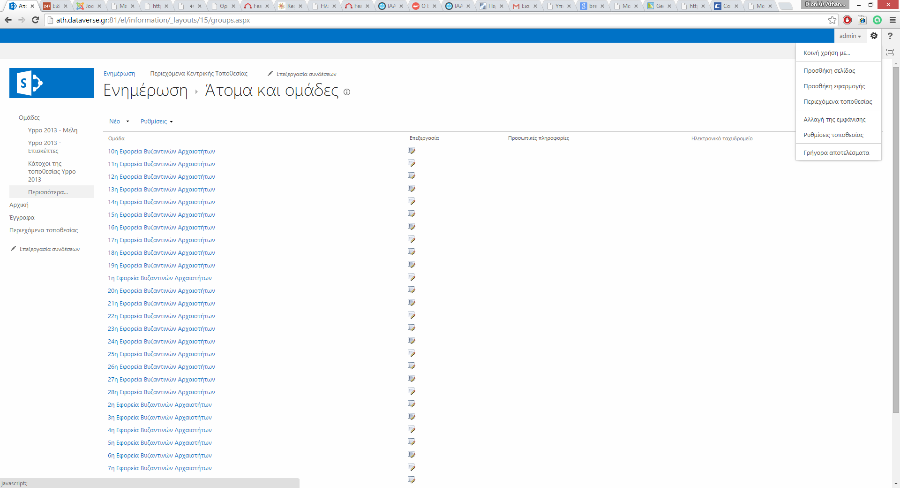 Dionisis Athan...
ath.dataverse.gr:81/el/information/_layouts/15/groups.aspx
admin
?
Κοινή χρήση με...
Προσθήκη σελίδας
Προσθήκη εφαρμογής
Περιεχόμενα τοποθεσίας
Αλλαγή της εμφάνισης
Ρυθμίσεις τοποθεσίας
Γρήγορα αποτελέσματα
Ενημέρωση Περιεχόμενα Κεντρικής Τοποθεσίας Επεξεργασία συνδέσεων
Ενημέρωση Άτομα και ομάδες
Ομάδες
Yppo 2013 - Μέλη
Yppo 2013 -
Επισκέπτες
Κάτοχοι της
τοποθεσίας Yppo
2013
Περισσότερα...
Αρχική
Έγγραφα
Περιεχόμενα τοποθεσίας
Επεξεργασία συνδέσεων
Νέο Ρυθμίσεις
Ομάδα Επεξεργασία Προσωπικές πληροφορίες Ηλεκτρονικό ταχυδρομείο
10η Εφορεία Βυζαντινών Αρχαιοτήτων
11η Εφορεία Βυζαντινών Αρχαιοτήτων
12η Εφορεία Βυζαντινών Αρχαιοτήτων
13η Εφορεία Βυζαντινών Αρχαιοτήτων
14η Εφορεία Βυζαντινών Αρχαιοτήτων
15η Εφορεία Βυζαντινών Αρχαιοτήτων
16η Εφορεία Βυζαντινών Αρχαιοτήτων
17η Εφορεία Βυζαντινών Αρχαιοτήτων
18η Εφορεία Βυζαντινών Αρχαιοτήτων
19η Εφορεία Βυζαντινών Αρχαιοτήτων
1η Εφορεία Βυζαντινών Αρχαιοτήτων
20η Εφορεία Βυζαντινών Αρχαιοτήτων
21η Εφορεία Βυζαντινών Αρχαιοτήτων
22η Εφορεία Βυζαντινών Αρχαιοτήτων
23η Εφορεία Βυζαντινών Αρχαιοτήτων
24η Εφορεία Βυζαντινών Αρχαιοτήτων
25η Εφορεία Βυζαντινών Αρχαιοτήτων
26η Εφορεία Βυζαντινών Αρχαιοτήτων
27η Εφορεία Βυζαντινών Αρχαιοτήτων
28η Εφορεία Βυζαντινών Αρχαιοτήτων
2η Εφορεία Βυζαντινών Αρχαιοτήτων
3η Εφορεία Βυζαντινών Αρχαιοτήτων
4η Εφορεία Βυζαντινών Αρχαιοτήτων
5η Εφορεία Βυζαντινών Αρχαιοτήτων
6η Εφορεία Βυζαντινών Αρχαιοτήτων
7η Εφορεία Βυζαντινών Αρχαιοτήτων
javascript:;